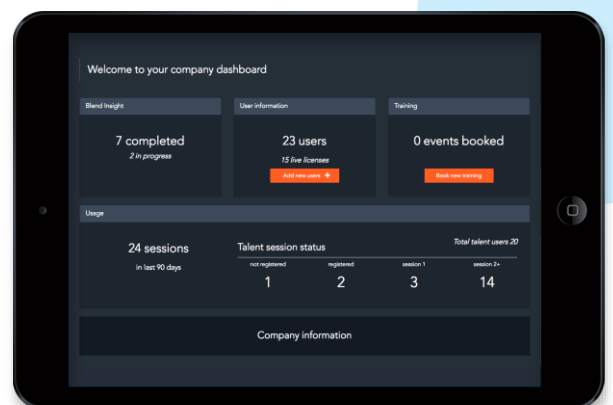 Welcome to your company dashboard
Blend Insight
User information
Training
7 completed
2 in progress
23 users
15 live licenses
Add new users +
0 events booked
Book new training
Usage
24 sessions
in last 90 days
Talent session status
Total talent users 20
not registered
registered
session 1
session 2+
1
2
3
14
Company information